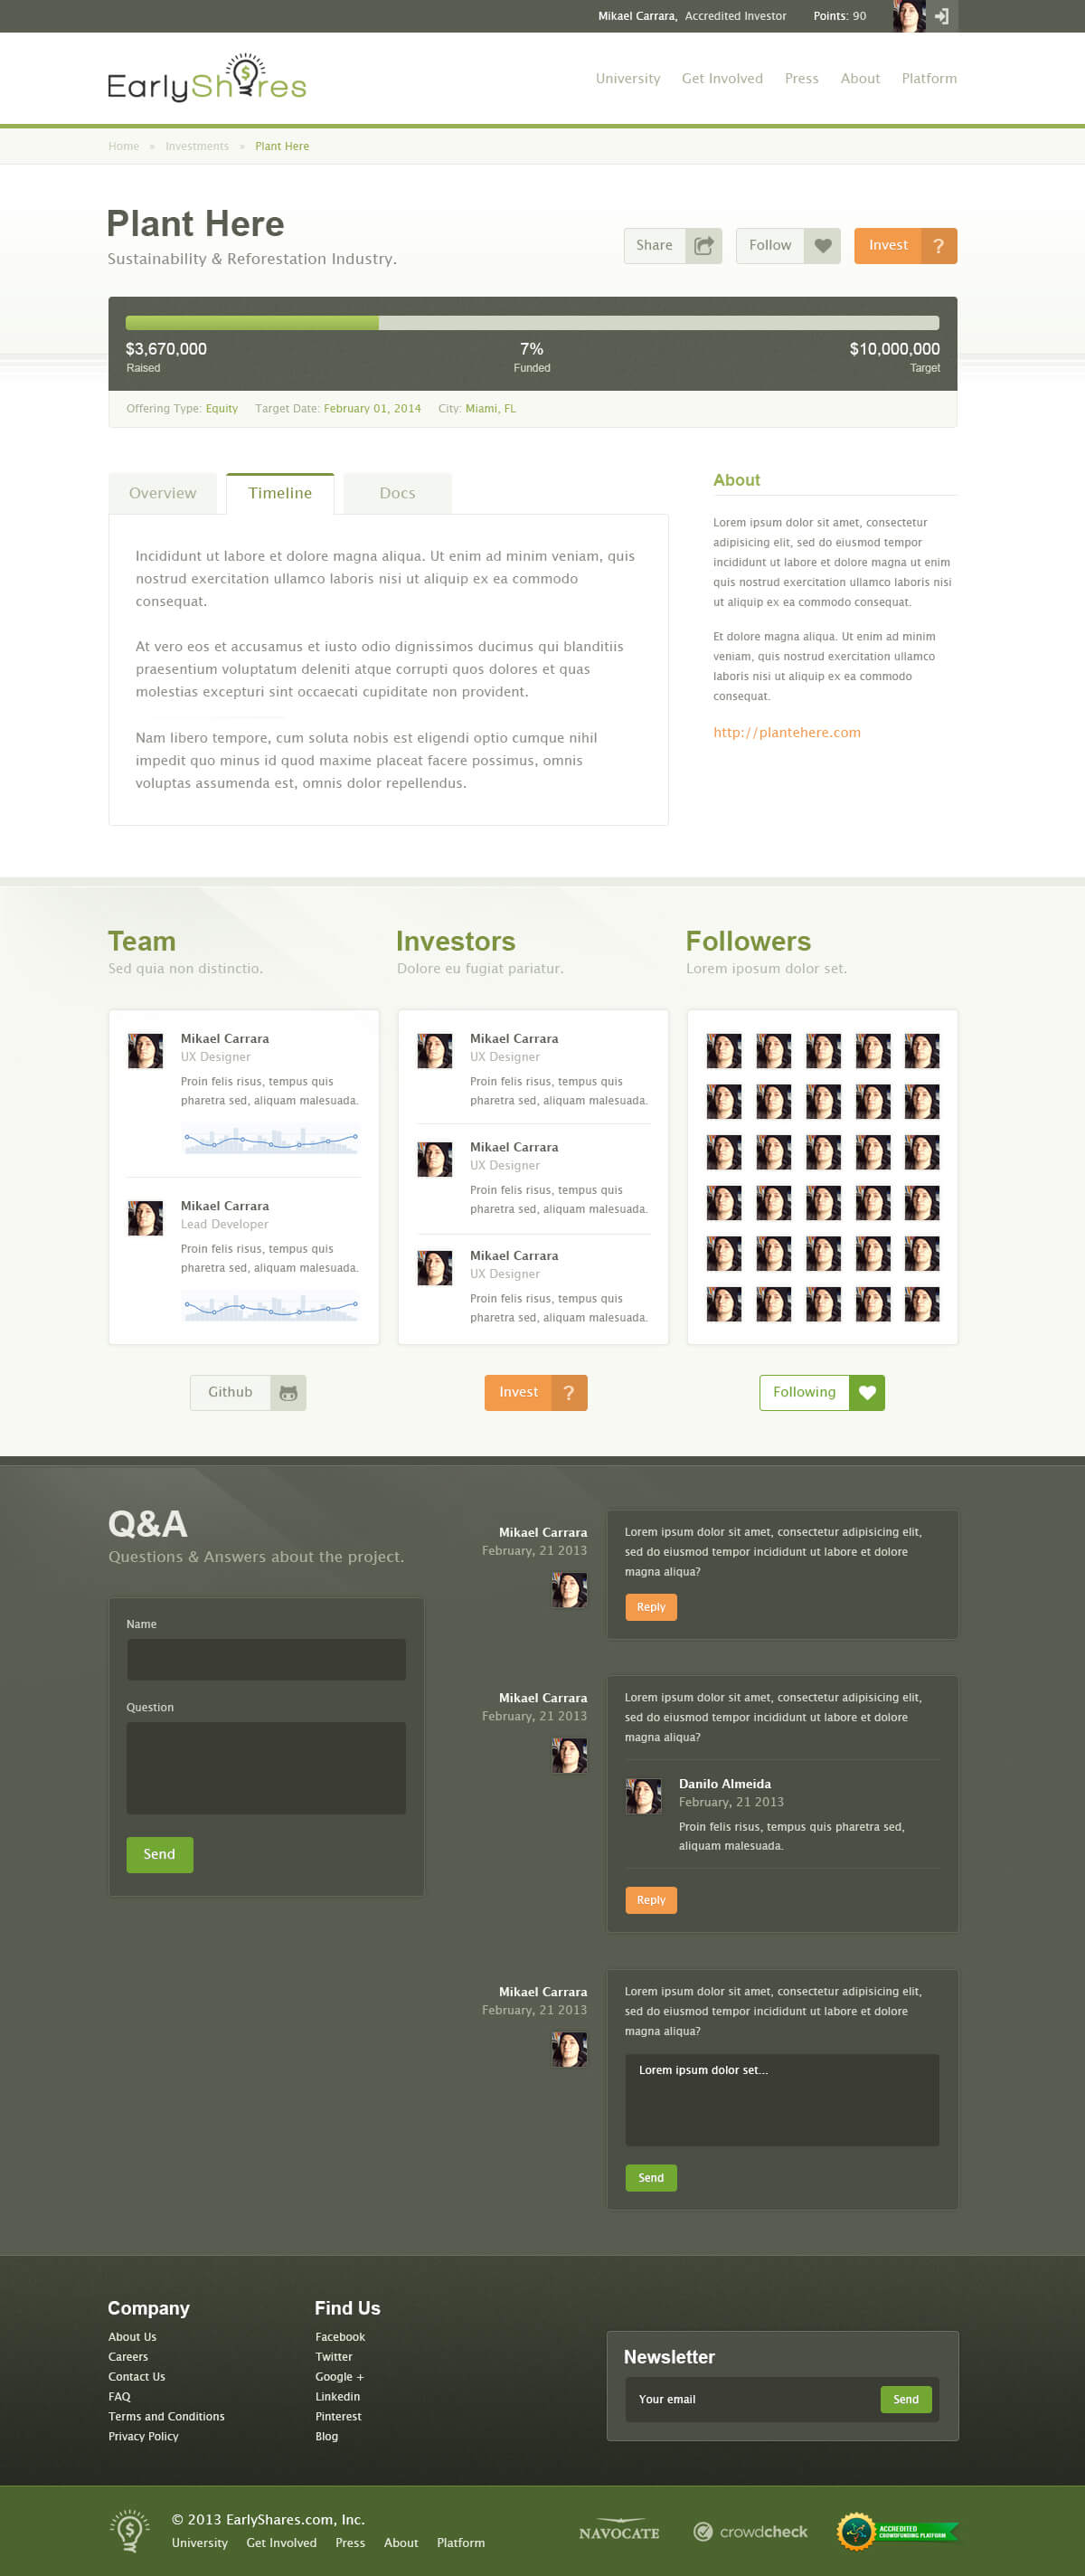 Mikael Carrara, Accredited Investor Points: 90
EarlyShares
University Get Involved Press About Platform
Home » Investments » Plant Here
Plant Here
Sustainability & Reforestation Industry.
Share Follow Invest ?
$3,670,000 7% $10,000,000
Raised Funded Target
Offering Type: Equity Target Date: February 01, 2014 City: Miami, FL
Overview Timeline Docs
Incididunt ut labore et dolore magna aliqua. Ut enim ad minim veniam, quis
nostrud exercitation ullamco laboris nisi ut aliquip ex ea commodo
consequat.
At vero eos et accusamus et iusto odio dignissimos ducimus qui blanditiis
praesentium voluptatum deleniti atque corrupti quos dolores et quas
molestias excepturi sint occaecati cupiditate non provident.
Nam libero tempore, cum soluta nobis est eligendi optio cumque nihil
impedit quo minus id quod maxime placeat facere possimus, omnis
voluptas assumenda est, omnis dolor repellendus.
About
Lorem ipsum dolor sit amet, consectetur
adipisicing elit, sed do eiusmod tempor
incididunt ut labore et dolore magna ut enim
quis nostrud exercitation ullamco laboris nisi
ut aliquip ex ea commodo consequat.
Et dolore magna aliqua. Ut enim ad minim
veniam, quis nostrud exercitation ullamco
laboris nisi ut aliquip ex ea commodo
consequat.
http://plantehere.com
Team
Sed quia non distinctio.
Mikael Carrara
UX Designer
Proin felis risus, tempus quis
pharetra sed, aliquam malesuada.
Mikael Carrara
Lead Developer
Proin felis risus, tempus quis
pharetra sed, aliquam malesuada.
Github
Investors
Dolore eu fugiat pariatur.
Mikael Carrara
UX Designer
Proin felis risus, tempus quis
pharetra sed, aliquam malesuada.
Mikael Carrara
UX Designer
Proin felis risus, tempus quis
pharetra sed, aliquam malesuada.
Mikael Carrara
UX Designer
Proin felis risus, tempus quis
pharetra sed, aliquam malesuada.
Invest ?
Followers
Lorem iposum dolor set.
Following
Q&A
Questions & Answers about the project.
Name
Question
Send
Mikael Carrara
February, 21 2013
Lorem ipsum dolor sit amet, consectetur adipisicing elit,
sed do eiusmod tempor incididunt ut labore et dolore
magna aliqua?
Reply
Mikael Carrara
February, 21 2013
Lorem ipsum dolor sit amet, consectetur adipisicing elit,
sed do eiusmod tempor incididunt ut labore et dolore
magna aliqua?
Danilo Almeida
February, 21 2013
Proin felis risus, tempus quis pharetra sed,
aliquam malesuada.
Reply
Mikael Carrara
February, 21 2013
Lorem ipsum dolor sit amet, consectetur adipisicing elit,
sed do eiusmod tempor incididunt ut labore et dolore
magna aliqua?
Lorem ipsum dolor set...
Send
Company
About Us
Careers
Contact Us
FAQ
Terms and Conditions
Privacy Policy
Find Us
Facebook
Twitter
Google +
Linkedin
Pinterest
Blog
Newsletter
Your email Send
© 2013 EarlyShares.com, Inc.
University Get Involved Press About Platform
NAVOCATE
crowdcheck
ACCREDITED
CROWDFUNDING PLATFORM